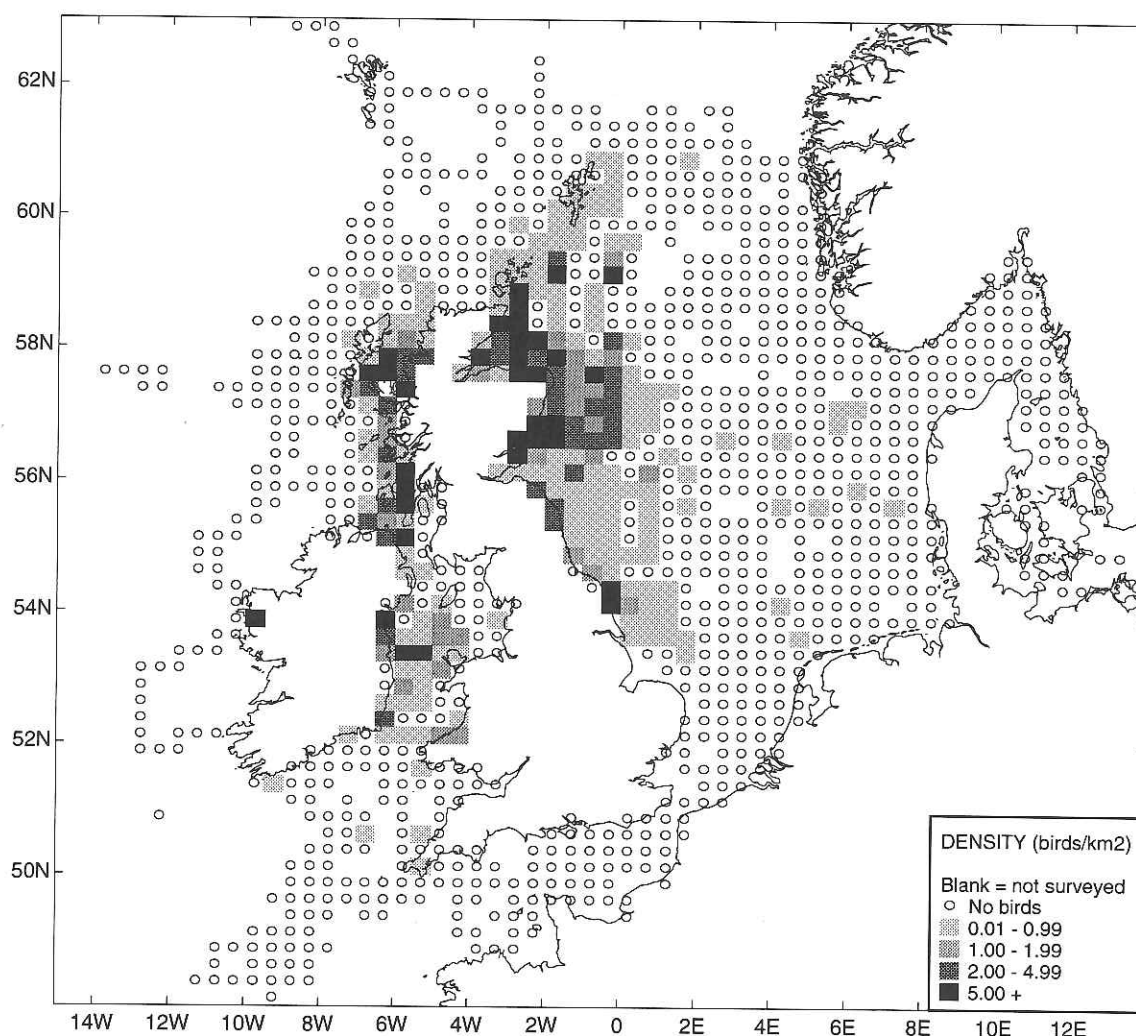 62N
60N
58N
56N
54N
52N
50N
14W 12W 10W 8W 6W 4W 2W 0 2E 4E 6E 8E 10E 12E
DENSITY (birds/km2)
Blank = not surveyed
No birds
0.01 - 0.99
1.00 - 1.99
2.00 - 4.99
5.00 +